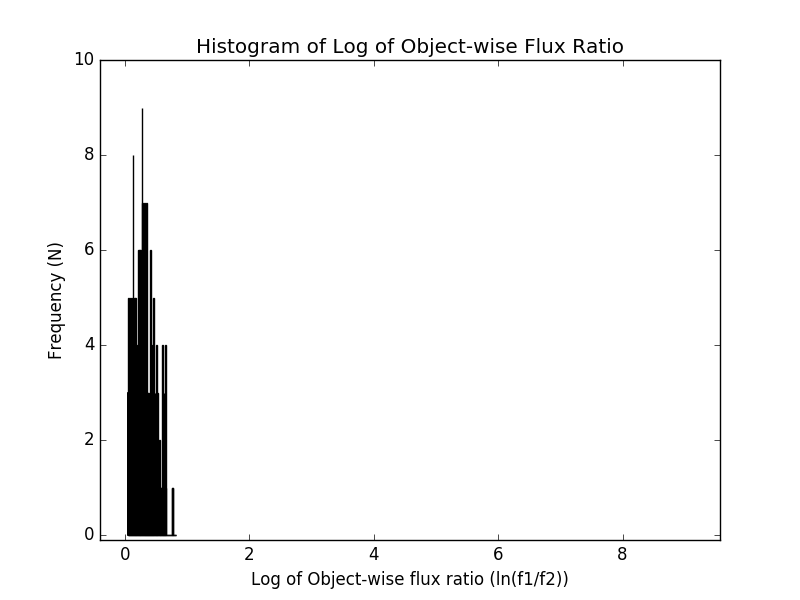 Histogram of Log of Object-wise Flux Ratio
10
8
6
4
2
0
Frequency (N)
0 2 4 6 8
Log of Object-wise flux ratio (ln(f1/f2))